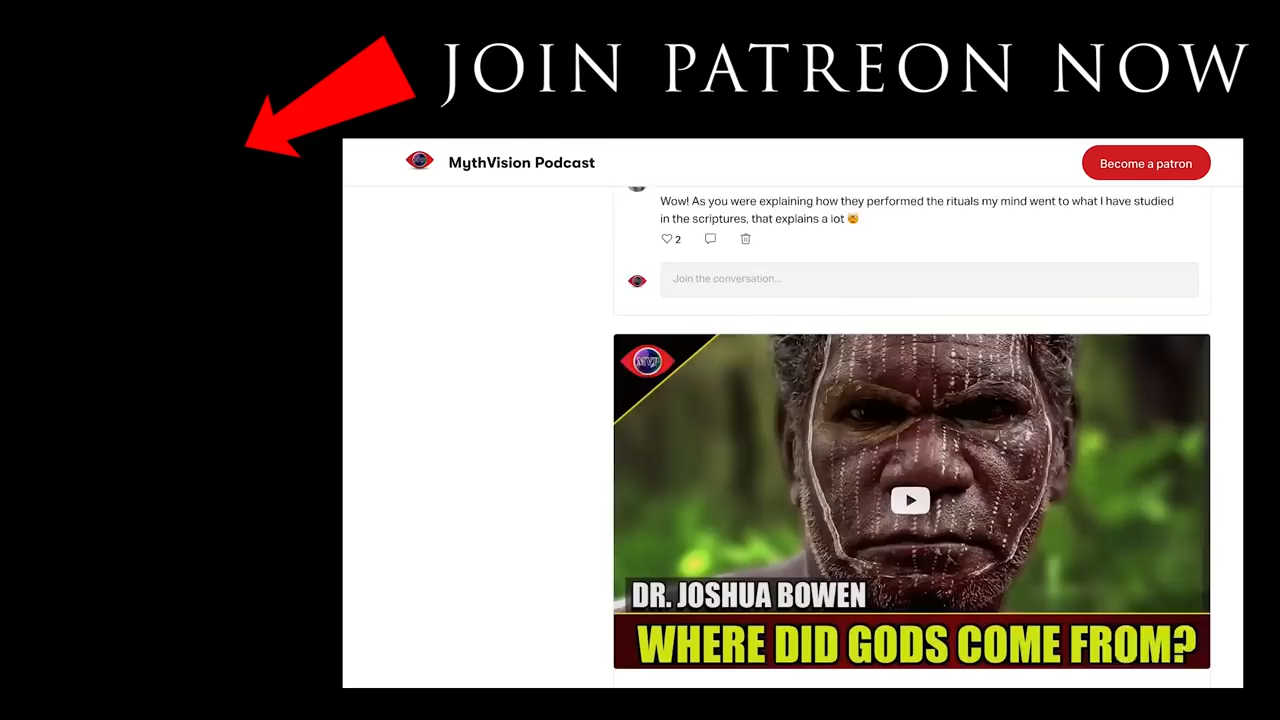 JOIN PATREON NOW
MythVision Podcast
Become a patron
Wow! As you were explaining how they performed the rituals my mind went to what I have studied
in the scriptures, that explains a lot 🤯
2
Join the conversation...
MVP
DR. JOSHUA BOWEN
WHERE DID GODS COME FROM?